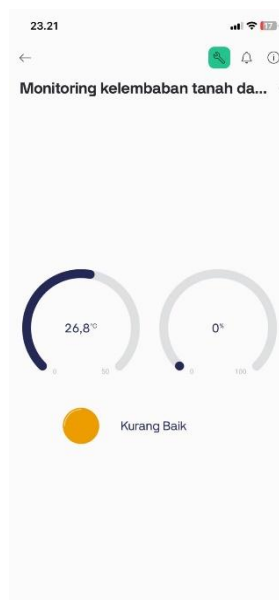 23.21
17
Monitoring kelembaban tanah da...
26,8°C
0%
0 50
0 100
Kurang Baik